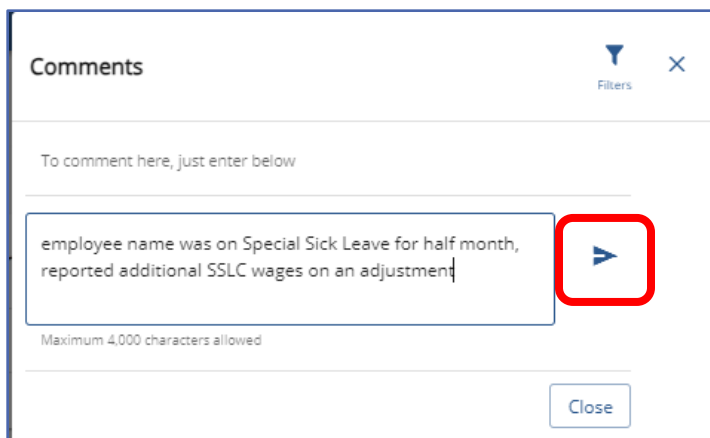 Comments
Filters
To comment here, just enter below
employee name was on Special Sick Leave for half month,
reported additional SSLC wages on an adjustment
Maximum 4,000 characters allowed
Close